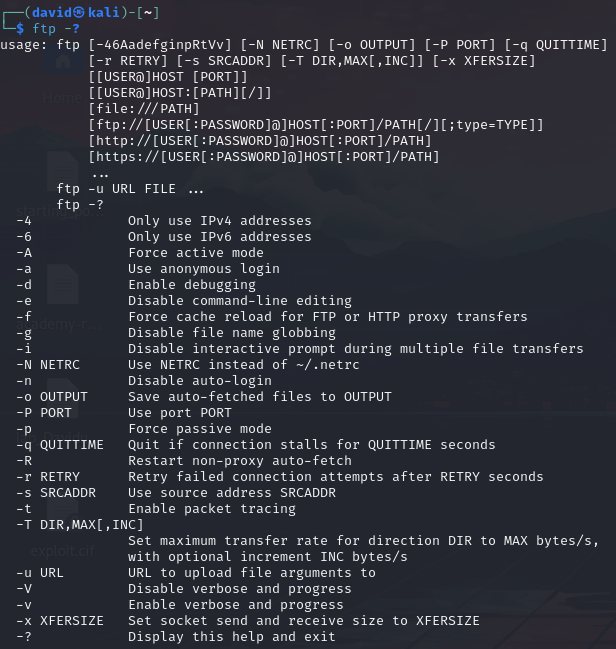 ┌──(david㉿kali)-[~]
└─$ ftp -?
usage: ftp [-46AadefginpRtVv] [-N NETRC] [-o OUTPUT] [-P PORT] [-q QUITTIME]
           [-r RETRY] [-s SRCADDR] [-T DIR,MAX[,INC]] [-x XFERSIZE]
           [[USER@]HOST [PORT]]
           [[USER@]HOST:[PATH][/]]
           [file:///PATH]
           [ftp://[USER[:PASSWORD]@]HOST[:PORT]/PATH[/][;type=TYPE]]
           [http://[USER[:PASSWORD]@]HOST[:PORT]/PATH]
           [https://[USER[:PASSWORD]@]HOST[:PORT]/PATH]
           ...
       ftp -u URL FILE ...
       ftp -?
  -4            Only use IPv4 addresses
  -6            Only use IPv6 addresses
  -A            Force active mode
  -a            Use anonymous login
  -d            Enable debugging
  -e            Disable command-line editing
  -f            Force cache reload for FTP or HTTP proxy transfers
  -g            Disable file name globbing
  -i            Disable interactive prompt during multiple file transfers
  -N NETRC      Use NETRC instead of ~/.netrc
  -n            Disable auto-login
  -o OUTPUT     Save auto-fetched files to OUTPUT
  -P PORT       Use port PORT
  -p            Force passive mode
  -q QUITTIME   Quit if connection stalls for QUITTIME seconds
  -R            Restart non-proxy auto-fetch
  -r RETRY      Retry failed connection attempts after RETRY seconds
  -s SRCADDR    Use source address SRCADDR
  -t            Enable packet tracing
  -T DIR,MAX[,INC]
                Set maximum transfer rate for direction DIR to MAX bytes/s,
                with optional increment INC bytes/s
  -u URL        URL to upload file arguments to
  -V            Disable verbose and progress
  -v            Enable verbose and progress
  -x XFERSIZE   Set socket send and receive size to XFERSIZE
  -?            Display this help and exit
Home
academy-r...
exploit.cif